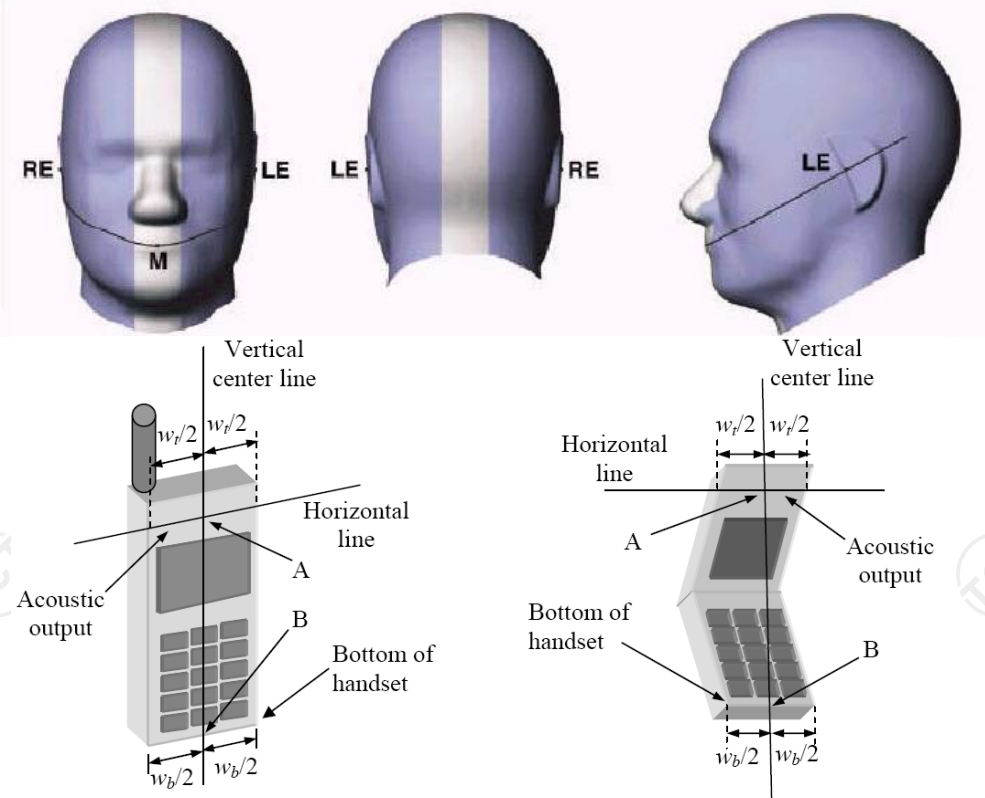 RE
LE
LE
RE
LE
M
Vertical
center line
w_t/2
w_t/2
Horizontal
line
A
Acoustic
output
B
Bottom of
handset
w_b/2
w_b/2
Vertical
center line
w_t/2
w_t/2
Horizontal
line
A
Acoustic
output
Bottom of
handset
B
w_b/2
w_b/2